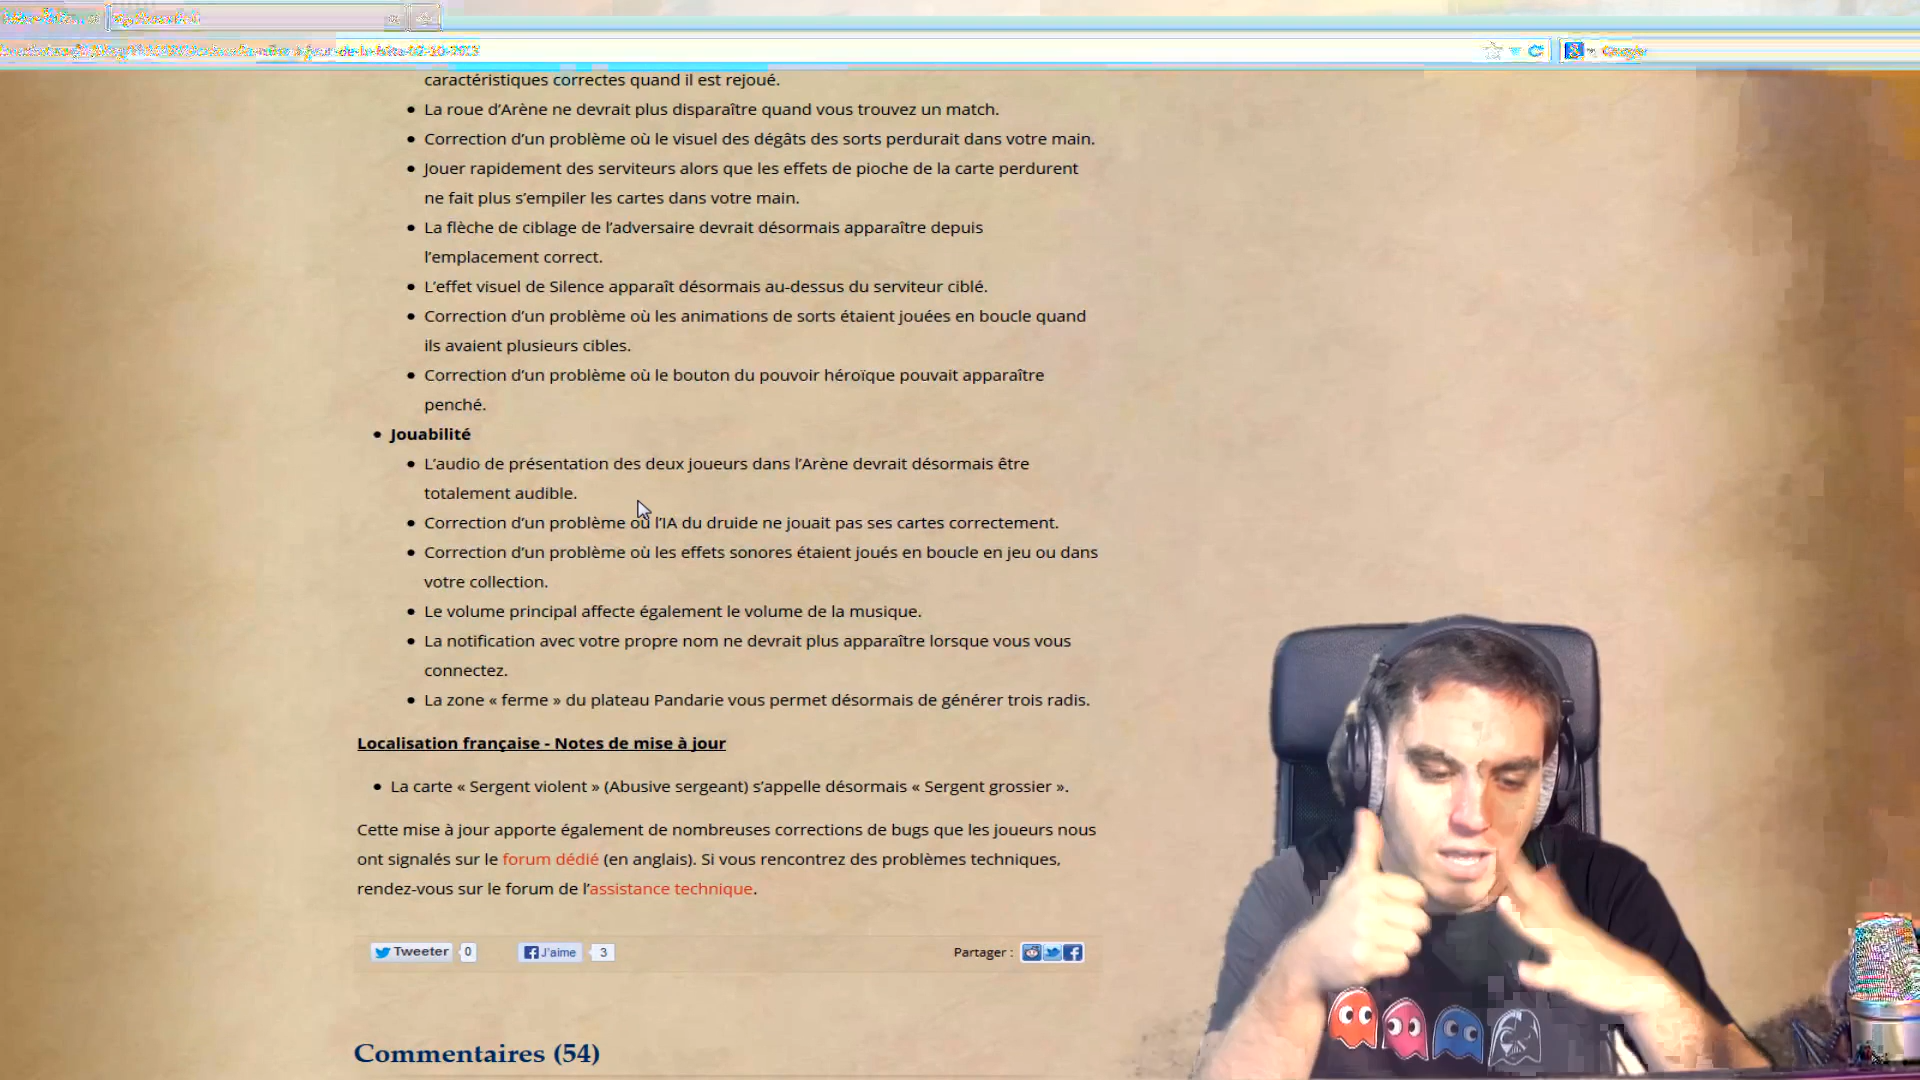 caractéristiques correctes quand il est rejoué.
• La roue d’Arène ne devrait plus disparaître quand vous trouvez un match.
• Correction d’un problème où le visuel des dégâts des sorts perdurait dans votre main.
• Jouer rapidement des serviteurs alors que les effets de pioche de la carte perdurent
ne fait plus s’empiler les cartes dans votre main.
• La flèche de ciblage de l’adversaire devrait désormais apparaître depuis
l’emplacement correct.
• L’effet visuel de Silence apparaît désormais au-dessus du serviteur ciblé.
• Correction d’un problème où les animations de sorts étaient jouées en boucle quand
ils avaient plusieurs cibles.
• Correction d’un problème où le bouton du pouvoir héroïque pouvait apparaître
penché.
• Jouabilité
• L’audio de présentation des deux joueurs dans l’Arène devrait désormais être
totalement audible.
• Correction d’un problème où l’IA du druide ne jouait pas ses cartes correctement.
• Correction d’un problème où les effets sonores étaient joués en boucle en jeu ou dans
votre collection.
• Le volume principal affecte également le volume de la musique.
• La notification avec votre propre nom ne devrait plus apparaître lorsque vous vous
connectez.
• La zone « ferme » du plateau Pandarie vous permet désormais de générer trois radis.
Localisation française - Notes de mise à jour
• La carte « Sergent violent » (Abusive sergeant) s’appelle désormais « Sergent grossier ».
Cette mise à jour apporte également de nombreuses corrections de bugs que les joueurs nous
ont signalés sur le forum dédié (en anglais). Si vous rencontrez des problèmes techniques,
rendez-vous sur le forum de l’assistance technique.
Tweeter 0 J'aime 3 Partager :
Commentaires (54)